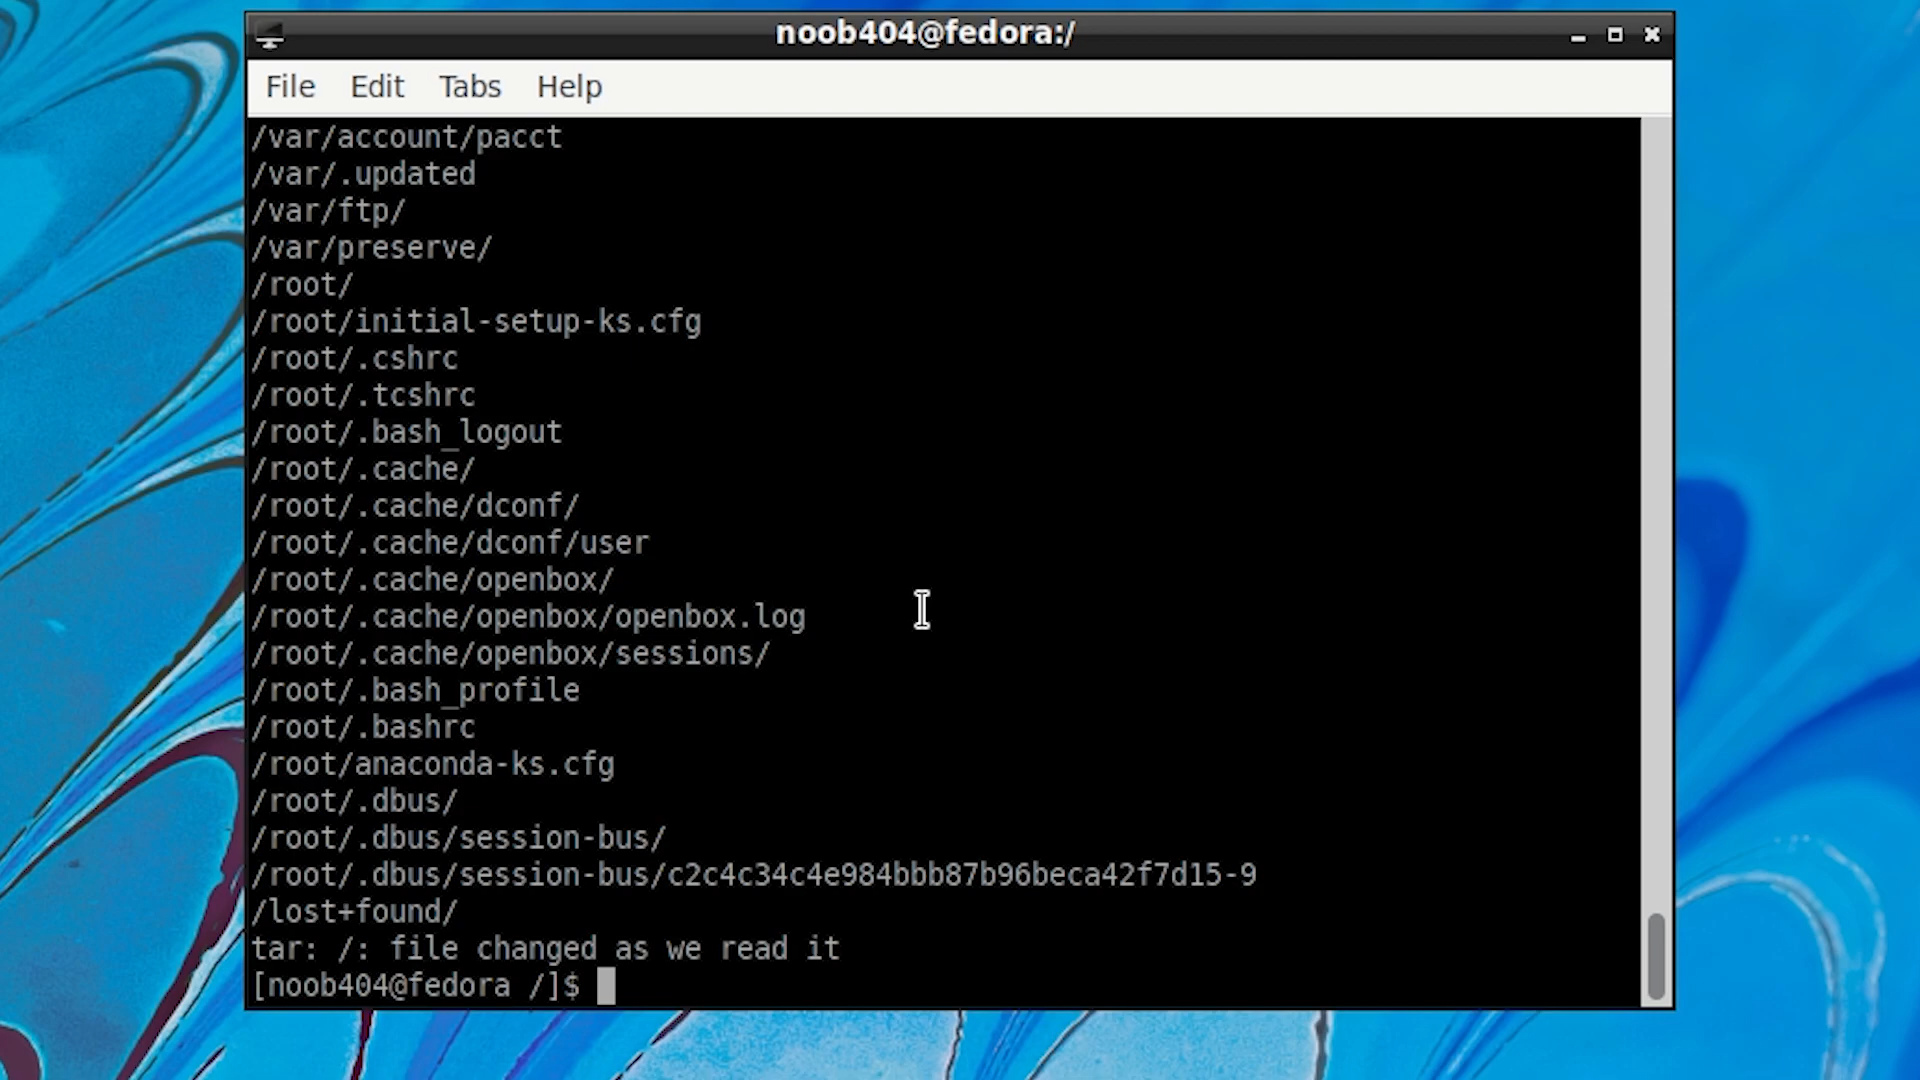 noob404@fedora:/
File Edit Tabs Help
/var/account/pacct
/var/.updated
/var/ftp/
/var/preserve/
/root/
/root/initial-setup-ks.cfg
/root/.cshrc
/root/.tcshrc
/root/.bash_logout
/root/.cache/
/root/.cache/dconf/
/root/.cache/dconf/user
/root/.cache/openbox/
/root/.cache/openbox/openbox.log
/root/.cache/openbox/sessions/
/root/.bash_profile
/root/.bashrc
/root/anaconda-ks.cfg
/root/.dbus/
/root/.dbus/session-bus/
/root/.dbus/session-bus/c2c4c34c4e984bbb87b96beca42f7d15-9
/lost+found/
tar: /: file changed as we read it
[noob404@fedora /]$